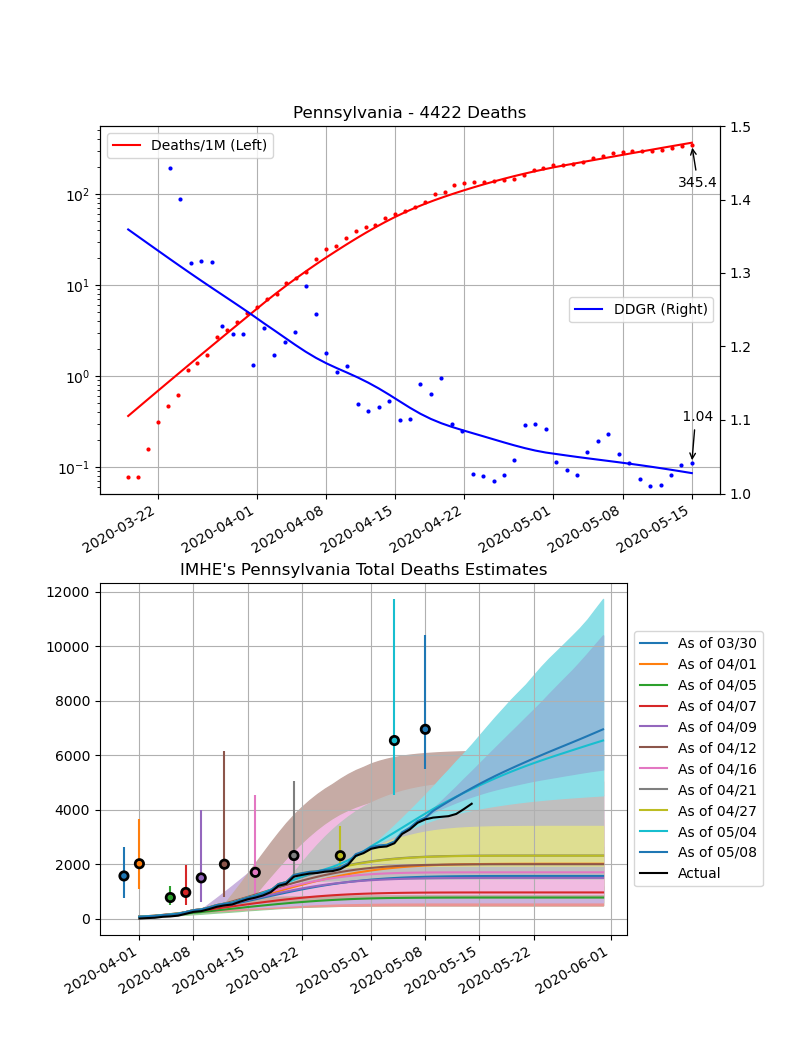 Pennsylvania - 4422 Deaths
Deaths/1M (Left)
DDGR (Right)
345.4
1.04
10²
10¹
10⁰
10⁻¹
1.5
1.4
1.3
1.2
1.1
1.0
2020-03-22
2020-04-01
2020-04-08
2020-04-15
2020-04-22
2020-05-01
2020-05-08
2020-05-15
IMHE's Pennsylvania Total Deaths Estimates
12000
10000
8000
6000
4000
2000
0
2020-04-01
2020-04-08
2020-04-15
2020-04-22
2020-05-01
2020-05-08
2020-05-15
2020-05-22
2020-06-01
As of 03/30
As of 04/01
As of 04/05
As of 04/07
As of 04/09
As of 04/12
As of 04/16
As of 04/21
As of 04/27
As of 05/04
As of 05/08
Actual